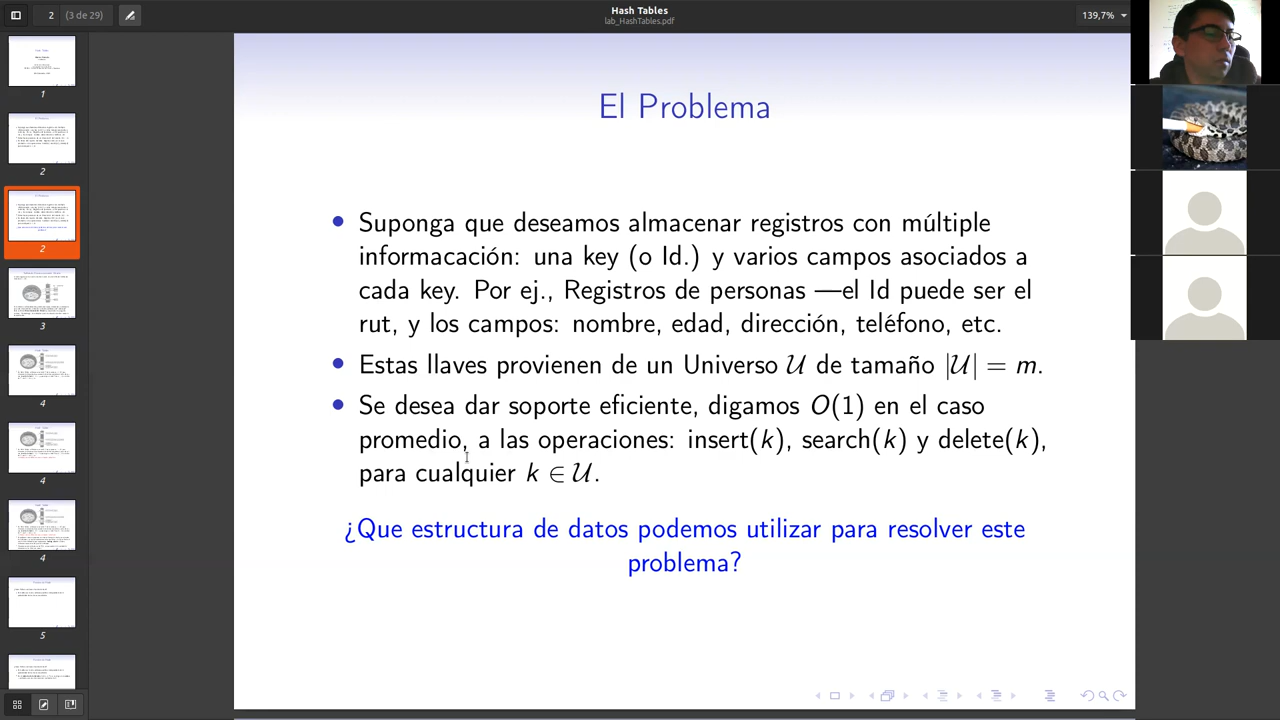 Hash Tables
lab_HashTables.pdf
2 (3 de 29)
139,7%
El Problema
• Suponga que deseamos almacenar registros con múltiple
informacación: una key (o Id.) y varios campos asociados a
cada key. Por ej., Registros de personas —el Id puede ser el
rut, y los campos: nombre, edad, dirección, teléfono, etc.
• Estas llaves provienen de un Universo 𝒰 de tamaño |𝒰| = m.
• Se desea dar soporte eficiente, digamos O(1) en el caso
promedio, a las operaciones: insert(k), search(k) y delete(k),
para cualquier k ∈ 𝒰.
¿Que estructura de datos podemos utilizar para resolver este
problema?
1
2
2
3
4
4
4
5